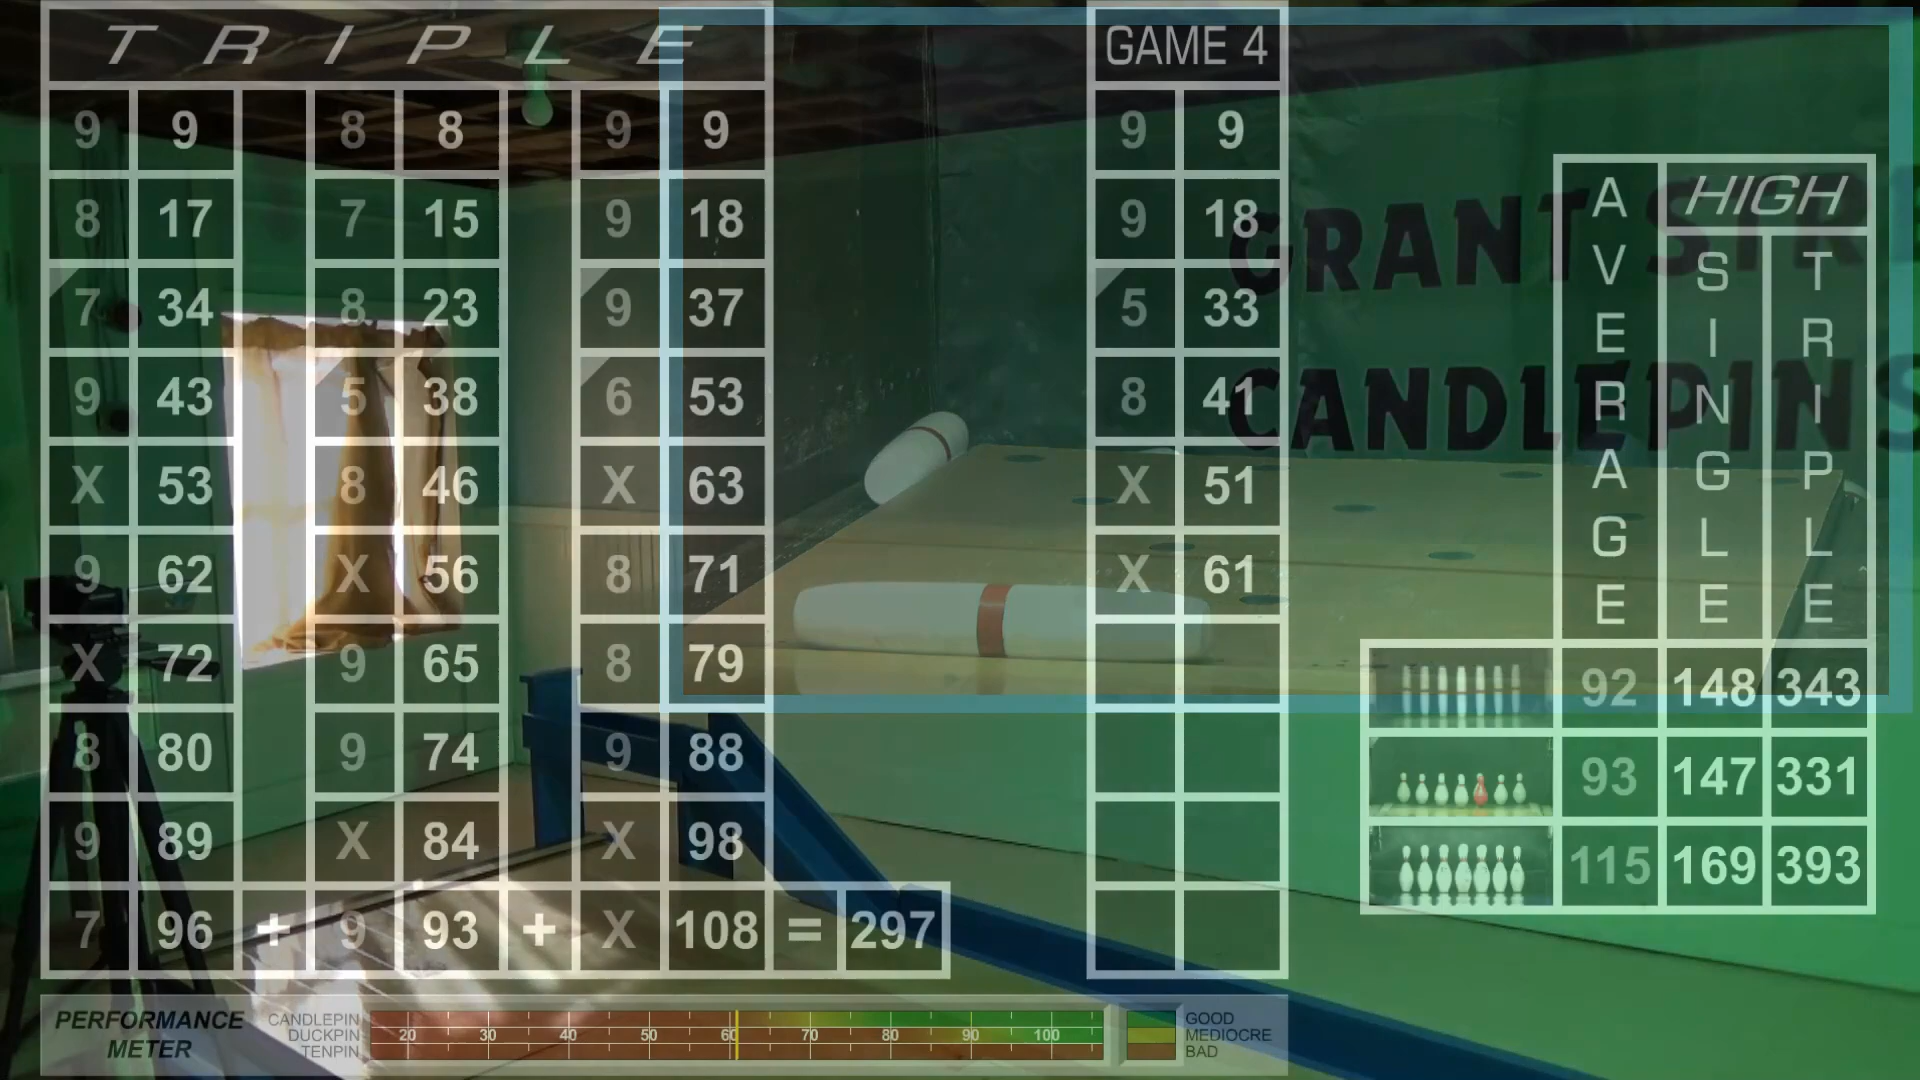 TRIPLE GAME 4
9 9 8 8 9 9 9 9
8 17 7 15 9 18 9 18
7 34 8 23 9 37 5 33
9 43 5 38 6 53 8 41
X 53 8 46 X 63 X 51
9 62 X 56 8 71 X 61
X 72 9 65 8 79
8 80 9 74 9 88
9 89 X 84 X 98
7 96 + 9 93 + X 108 = 297
GRANT STRE
CANDLEPINS
HIGH
AVERAGE SINGLE TRIPLE
92 148 343
93 147 331
115 169 393
PERFORMANCE
METER
CANDLEPIN
DUCKPIN
TENPIN
20 30 40 50 60 70 80 90 100
GOOD
MEDIOCRE
BAD